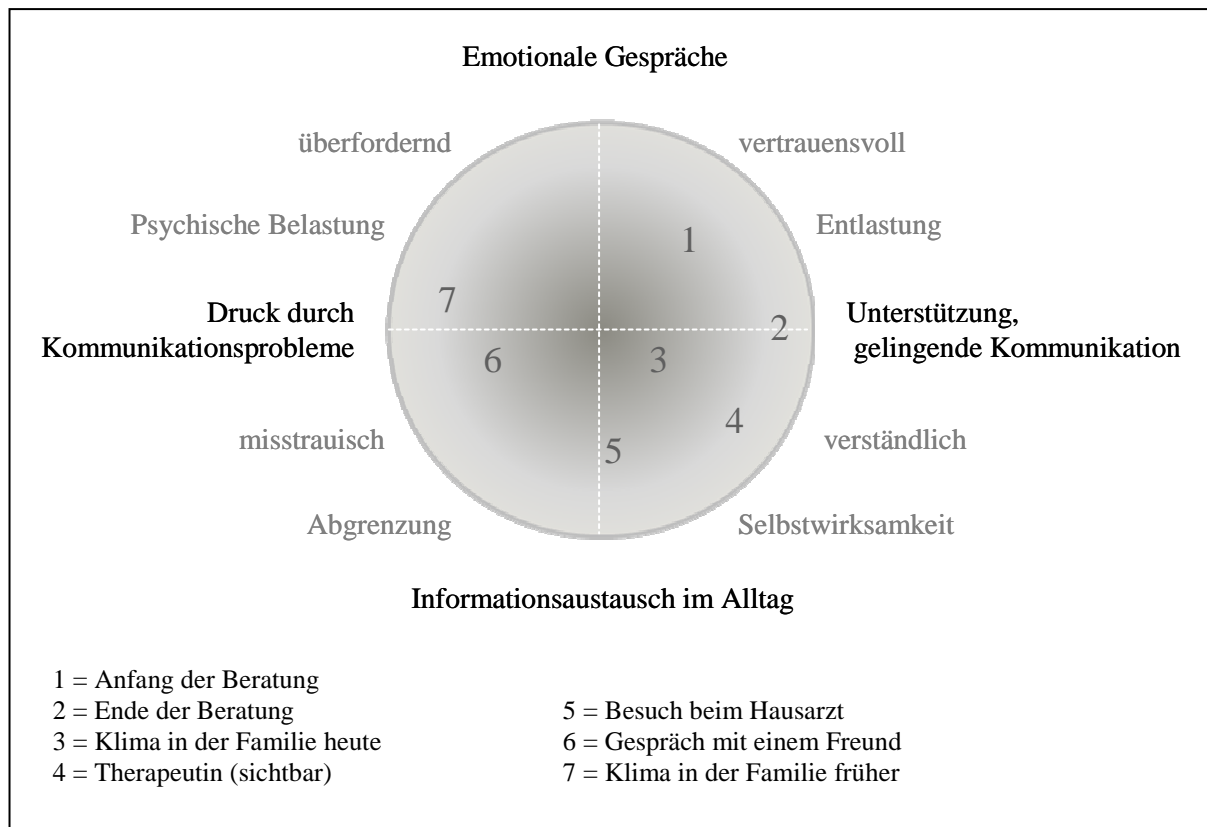 Emotionale Gespräche
überfordernd
vertrauensvoll
Psychische Belastung
Entlastung
1
7
Druck durch
Kommunikationsprobleme
2
Unterstützung,
gelingende Kommunikation
6
3
4
misstrauisch
5
verständlich
Abgrenzung
Selbstwirksamkeit
Informationsaustausch im Alltag
1 = Anfang der Beratung
2 = Ende der Beratung
3 = Klima in der Familie heute
4 = Therapeutin (sichtbar)
5 = Besuch beim Hausarzt
6 = Gespräch mit einem Freund
7 = Klima in der Familie früher